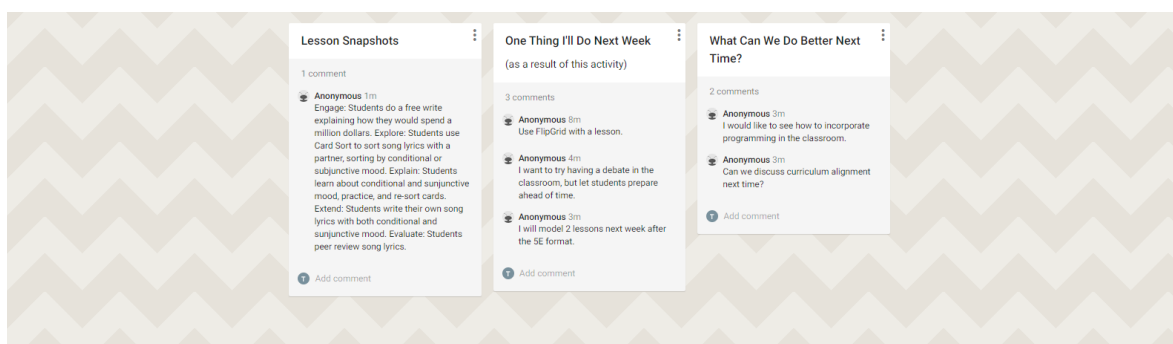 Lesson Snapshots
1 comment
Anonymous 1m
Engage: Students do a free write
explaining how they would spend a
million dollars. Explore: Students use
Card Sort to sort song lyrics with a
partner, sorting by conditional or
subjunctive mood. Explain: Students
learn about conditional and sunjunctive
mood, practice, and re-sort cards.
Extend: Students write their own song
lyrics with both conditional and
sunjunctive mood. Evaluate: Students
peer review song lyrics.
T Add comment
One Thing I'll Do Next Week
(as a result of this activity)
3 comments
Anonymous 8m
Use FlipGrid with a lesson.
Anonymous 4m
I want to try having a debate in the
classroom, but let students prepare
ahead of time.
Anonymous 3m
I will model 2 lessons next week after
the 5E format.
T Add comment
What Can We Do Better Next
Time?
2 comments
Anonymous 3m
I would like to see how to incorporate
programming in the classroom.
Anonymous 3m
Can we discuss curriculum alignment
next time?
T Add comment